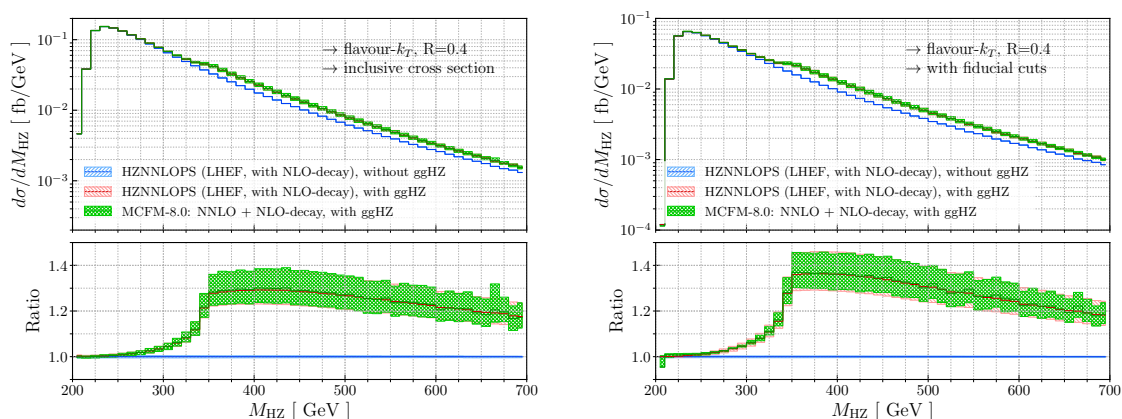 10⁻¹
10⁻²
10⁻³
dσ/dM_HZ [ fb/GeV ]
→ flavour-k_T, R=0.4
→ inclusive cross section
HZNNLOPS (LHEF, with NLO-decay), without ggHZ
HZNNLOPS (LHEF, with NLO-decay), with ggHZ
MCFM-8.0: NNLO + NLO-decay, with ggHZ
1.4
1.2
1.0
Ratio
200 300 400 500 600 700
M_HZ [ GeV ]
10⁻¹
10⁻²
10⁻³
10⁻⁴
dσ/dM_HZ [ fb/GeV ]
→ flavour-k_T, R=0.4
→ with fiducial cuts
HZNNLOPS (LHEF, with NLO-decay), without ggHZ
HZNNLOPS (LHEF, with NLO-decay), with ggHZ
MCFM-8.0: NNLO + NLO-decay, with ggHZ
1.4
1.2
1.0
Ratio
200 300 400 500 600 700
M_HZ [ GeV ]